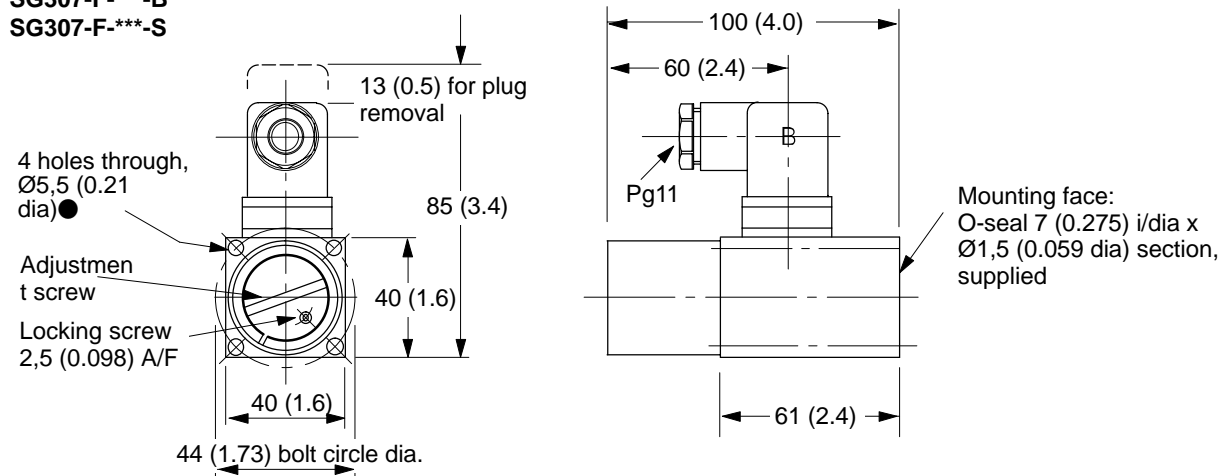 SG307-F-***-B
SG307-F-***-S
100 (4.0)
60 (2.4)
13 (0.5) for plug
removal
4 holes through,
Ø5,5 (0.21
dia)●
85 (3.4)
Pg11
B
Mounting face:
O-seal 7 (0.275) i/dia x
Ø1,5 (0.059 dia) section,
supplied
Adjustmen
t screw
40 (1.6)
Locking screw
2,5 (0.098) A/F
40 (1.6)
61 (2.4)
44 (1.73) bolt circle dia.